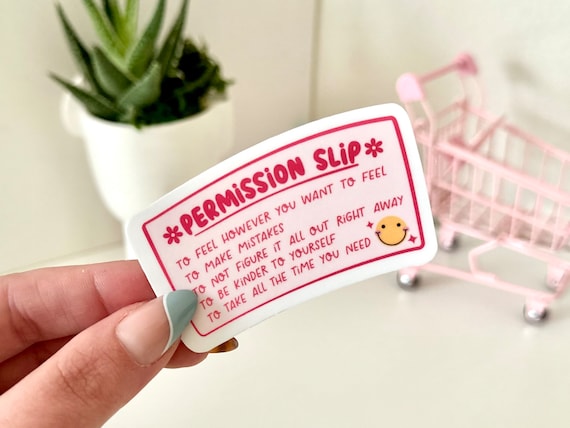 *PERMISSION SLIP*
TO FEEL HOWEVER YOU WANT TO FEEL
TO MAKE MISTAKES
TO NOT FIGURE IT ALL OUT RIGHT AWAY
TO BE KINDER TO YOURSELF
TO TAKE ALL THE TIME YOU NEED